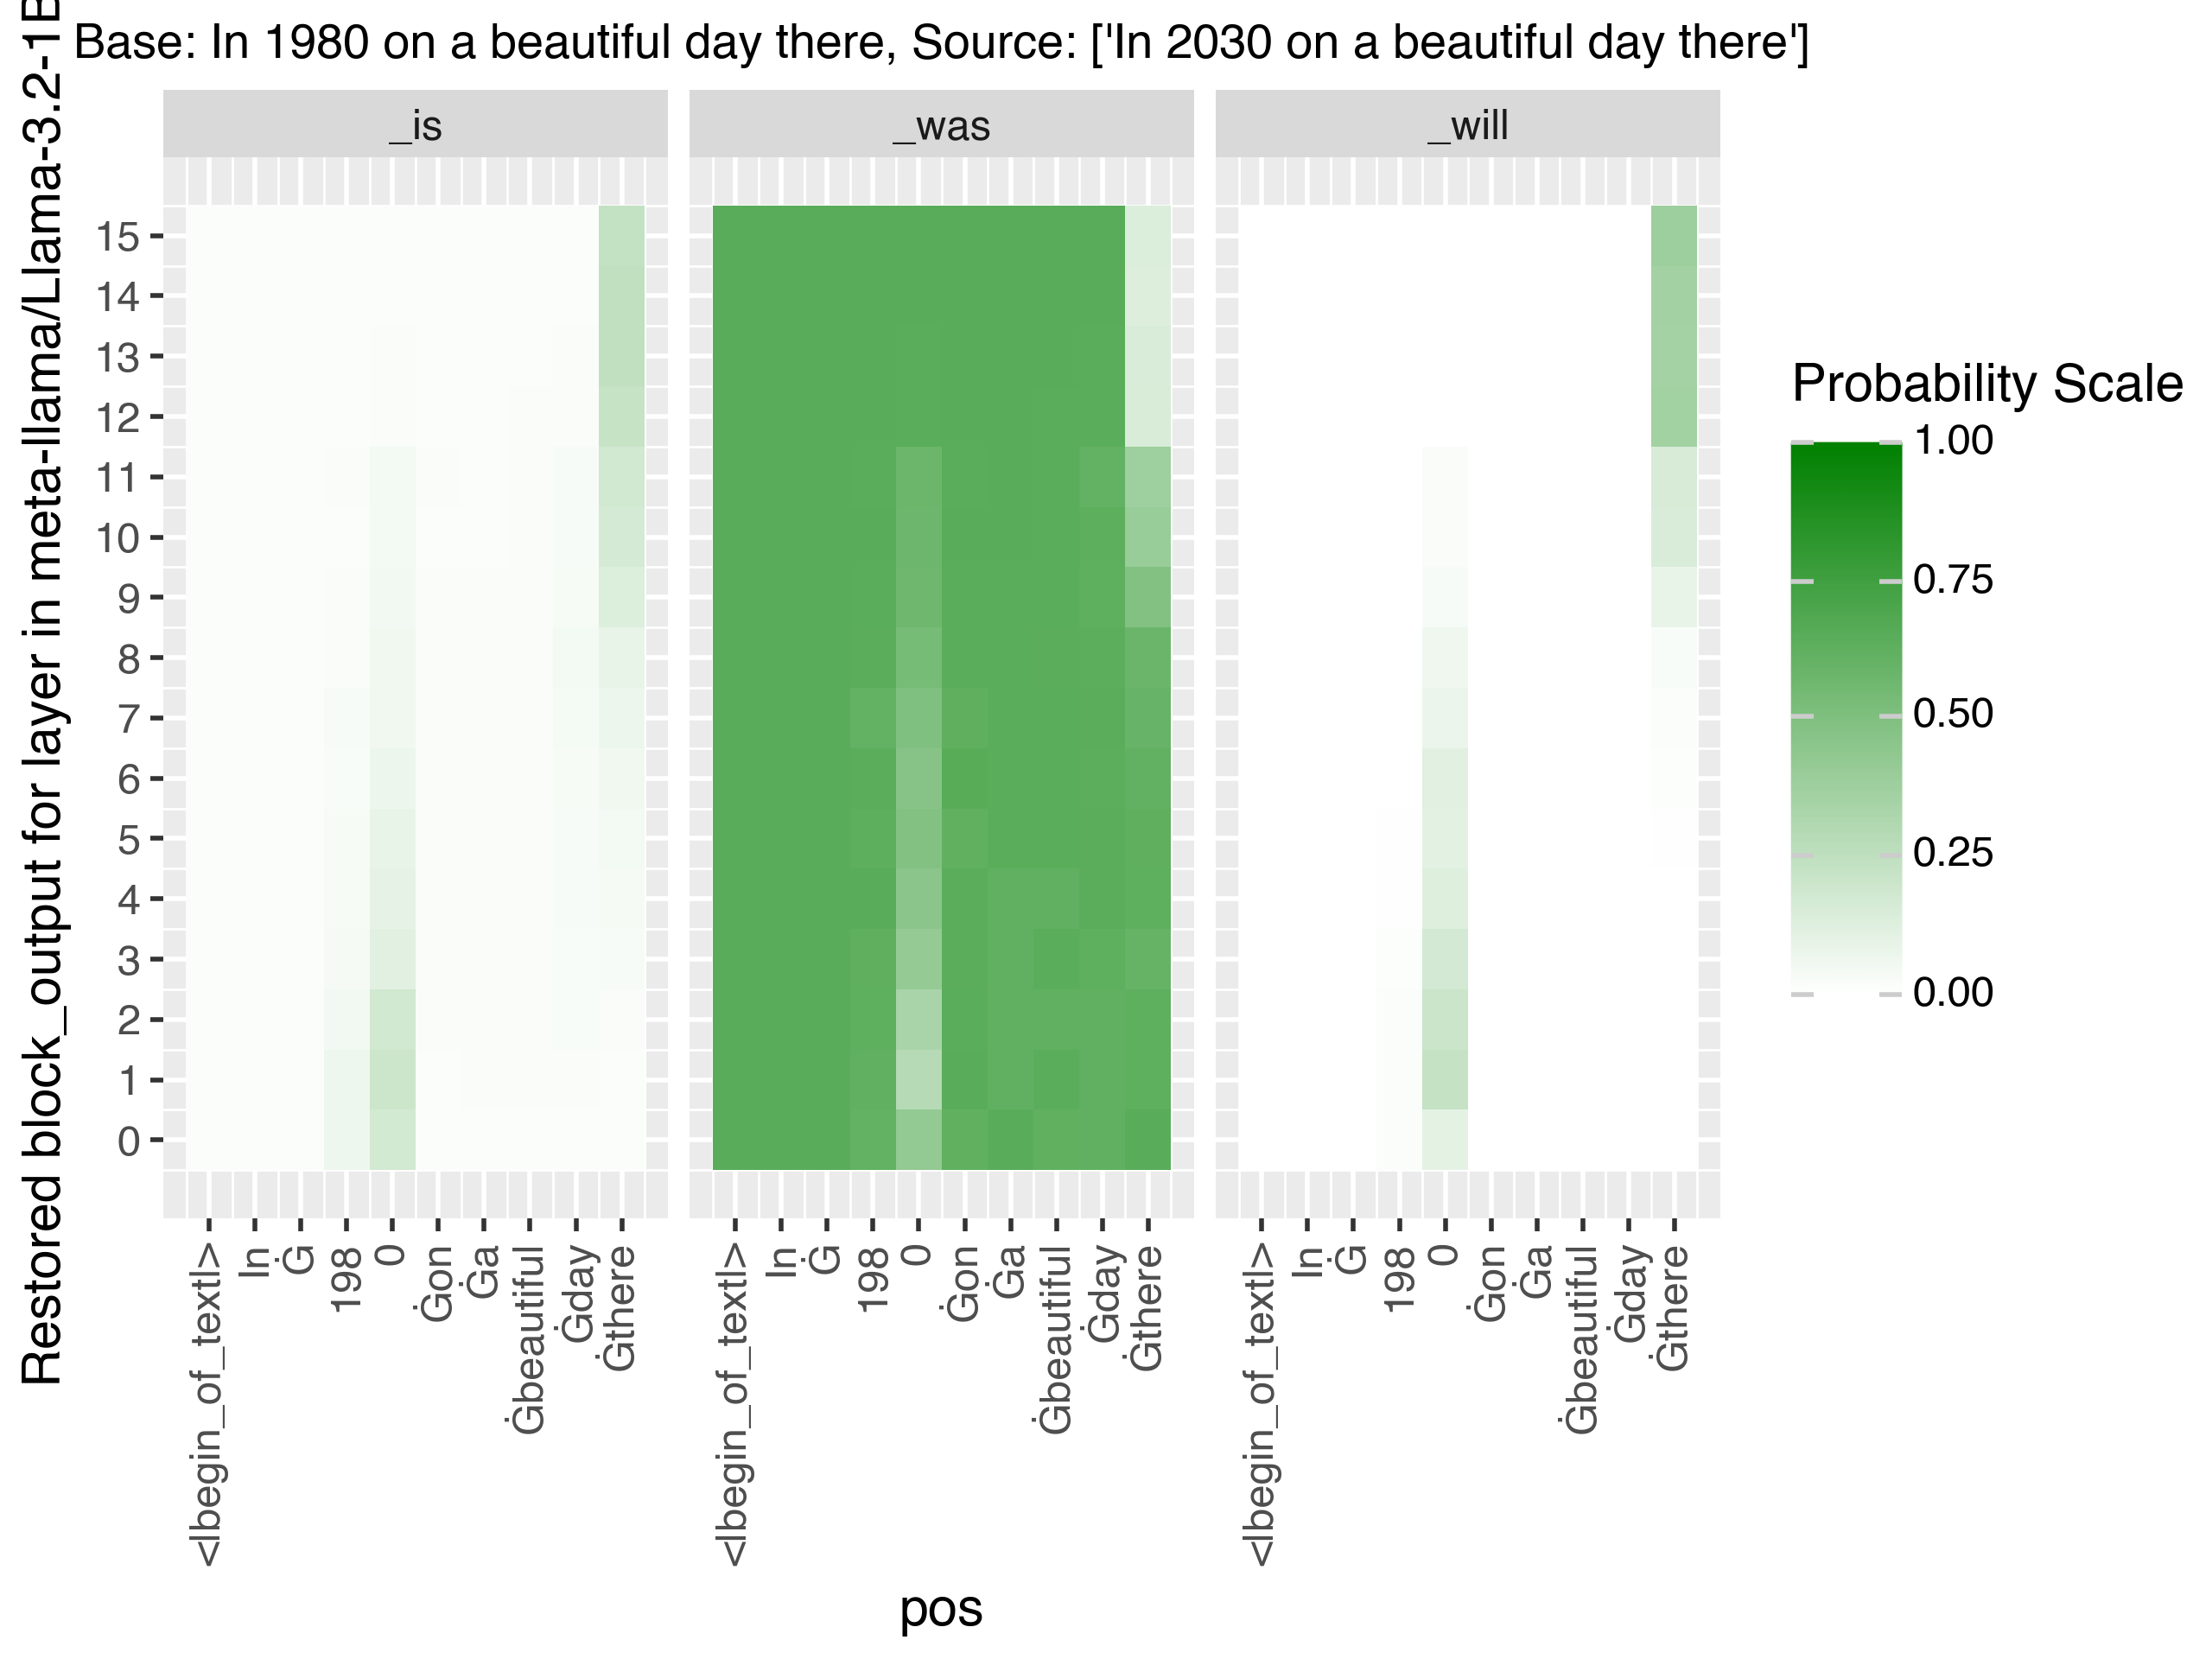 Base: In 1980 on a beautiful day there, Source: ['In 2030 on a beautiful day there']
Restored block_output for layer in meta-llama/Llama-3.2-1B
_is
_was
_will
15
14
13
12
11
10
9
8
7
6
5
4
3
2
1
0
<|begin_of_text|>
In
Ġ
198
0
Ġon
Ġa
Ġbeautiful
Ġday
Ġthere
<|begin_of_text|>
In
Ġ
198
0
Ġon
Ġa
Ġbeautiful
Ġday
Ġthere
<|begin_of_text|>
In
Ġ
198
0
Ġon
Ġa
Ġbeautiful
Ġday
Ġthere
pos
Probability Scale
1.00
0.75
0.50
0.25
0.00